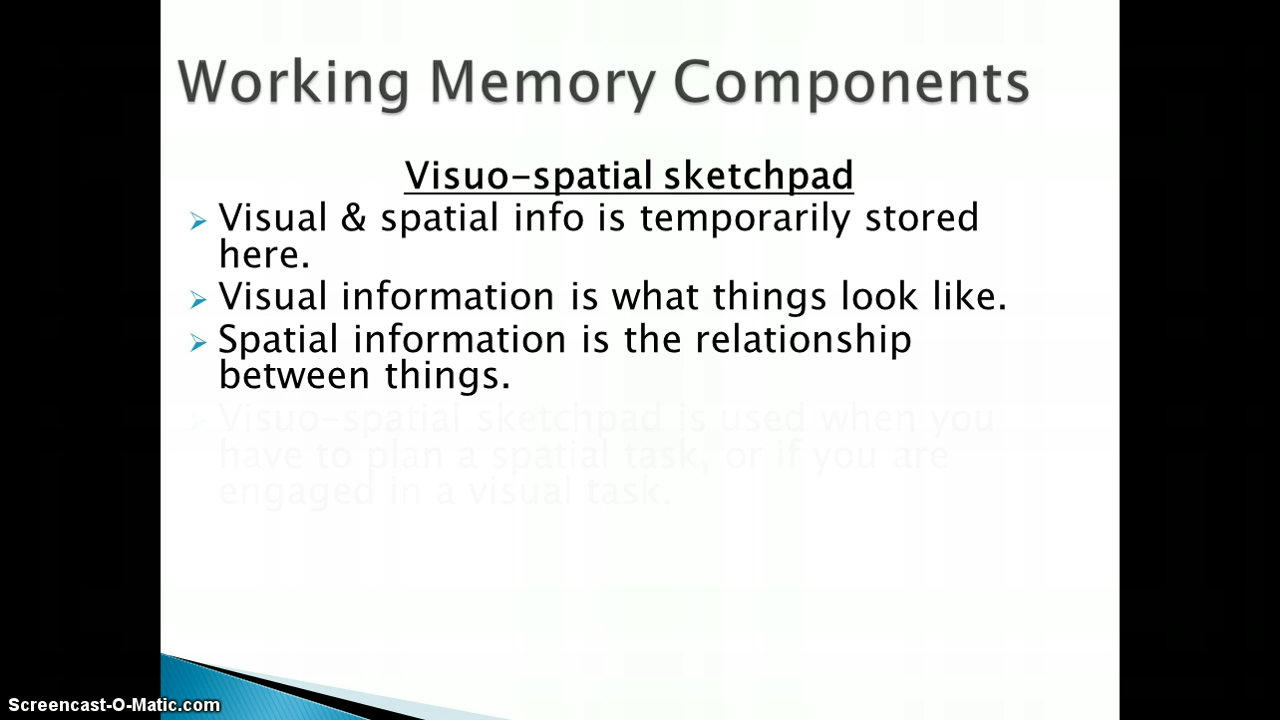 Working Memory Components
Visuo-spatial sketchpad
Visual & spatial info is temporarily stored
here.
Visual information is what things look like.
Spatial information is the relationship
between things.
Visuo-spatial sketchpad is used when you
have to plan a spatial task, or if you are
engaged in a visual task.
Screencast-O-Matic.com